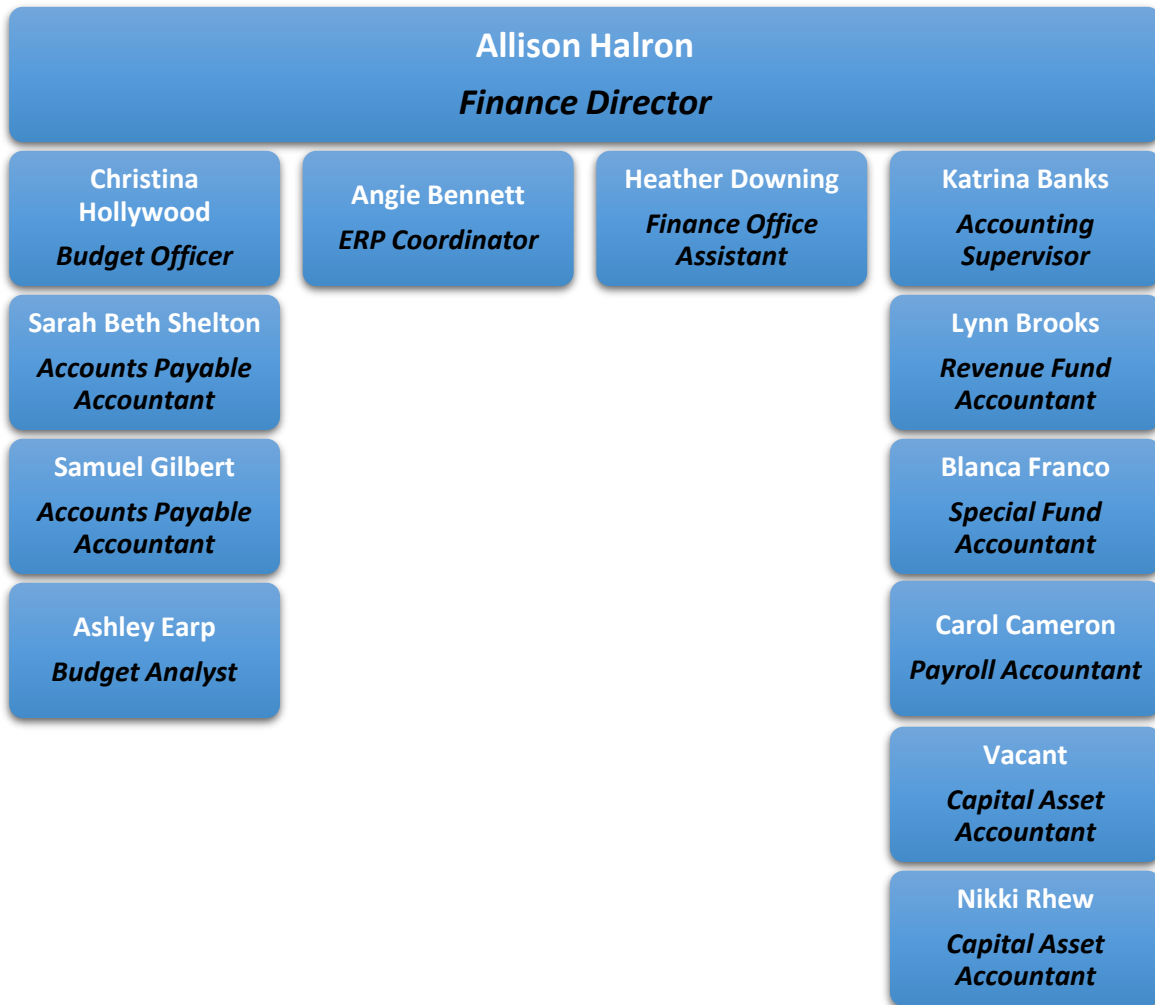 Allison Halron
Finance Director
Christina
Hollywood
Budget Officer
Angie Bennett
ERP Coordinator
Heather Downing
Finance Office
Assistant
Katrina Banks
Accounting
Supervisor
Sarah Beth Shelton
Accounts Payable
Accountant
Lynn Brooks
Revenue Fund
Accountant
Samuel Gilbert
Accounts Payable
Accountant
Blanca Franco
Special Fund
Accountant
Ashley Earp
Budget Analyst
Carol Cameron
Payroll Accountant
Vacant
Capital Asset
Accountant
Nikki Rhew
Capital Asset
Accountant